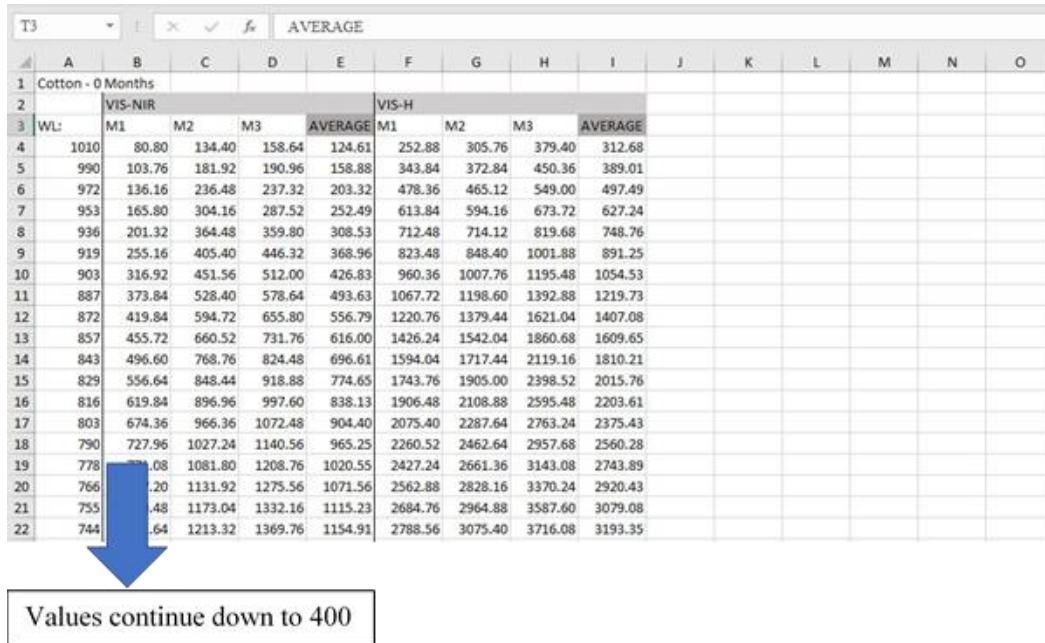 T3 fx AVERAGE
A B C D E F G H I J K L M N O
1 Cotton - 0 Months
2 VIS-NIR VIS-H
3 WL: M1 M2 M3 AVERAGE M1 M2 M3 AVERAGE
4 1010 80.80 134.40 158.64 124.61 252.88 305.76 379.40 312.68
5 990 103.76 181.92 190.96 158.88 343.84 372.84 450.36 389.01
6 972 136.16 236.48 237.32 203.32 478.36 465.12 549.00 497.49
7 953 165.80 304.16 287.52 252.49 613.84 594.16 673.72 627.24
8 936 201.32 364.48 359.80 308.53 712.48 714.12 819.68 748.76
9 919 255.16 405.40 446.32 368.96 823.48 848.40 1001.88 891.25
10 903 316.92 451.56 512.00 426.83 960.36 1007.76 1195.48 1054.53
11 887 373.84 528.40 578.64 493.63 1067.72 1198.60 1392.88 1219.73
12 872 419.84 594.72 655.80 556.79 1220.76 1379.44 1621.04 1407.08
13 857 455.72 660.52 731.76 616.00 1426.24 1542.04 1860.68 1609.65
14 843 496.60 768.76 824.48 696.61 1594.04 1717.44 2119.16 1810.21
15 829 556.64 848.44 918.88 774.65 1743.76 1905.00 2398.52 2015.76
16 816 619.84 896.96 997.60 838.13 1906.48 2108.88 2595.48 2203.61
17 803 674.36 966.36 1072.48 904.40 2075.40 2287.64 2763.24 2375.43
18 790 727.96 1027.24 1140.56 965.25 2260.52 2462.64 2957.68 2560.28
19 778 .08 1081.80 1208.76 1020.55 2427.24 2661.36 3143.08 2743.89
20 766 .20 1131.92 1275.56 1071.56 2562.88 2828.16 3370.24 2920.43
21 755 .48 1173.04 1332.16 1115.23 2684.76 2964.88 3587.60 3079.08
22 744 .64 1213.32 1369.76 1154.91 2788.56 3075.40 3716.08 3193.35
Values continue down to 400